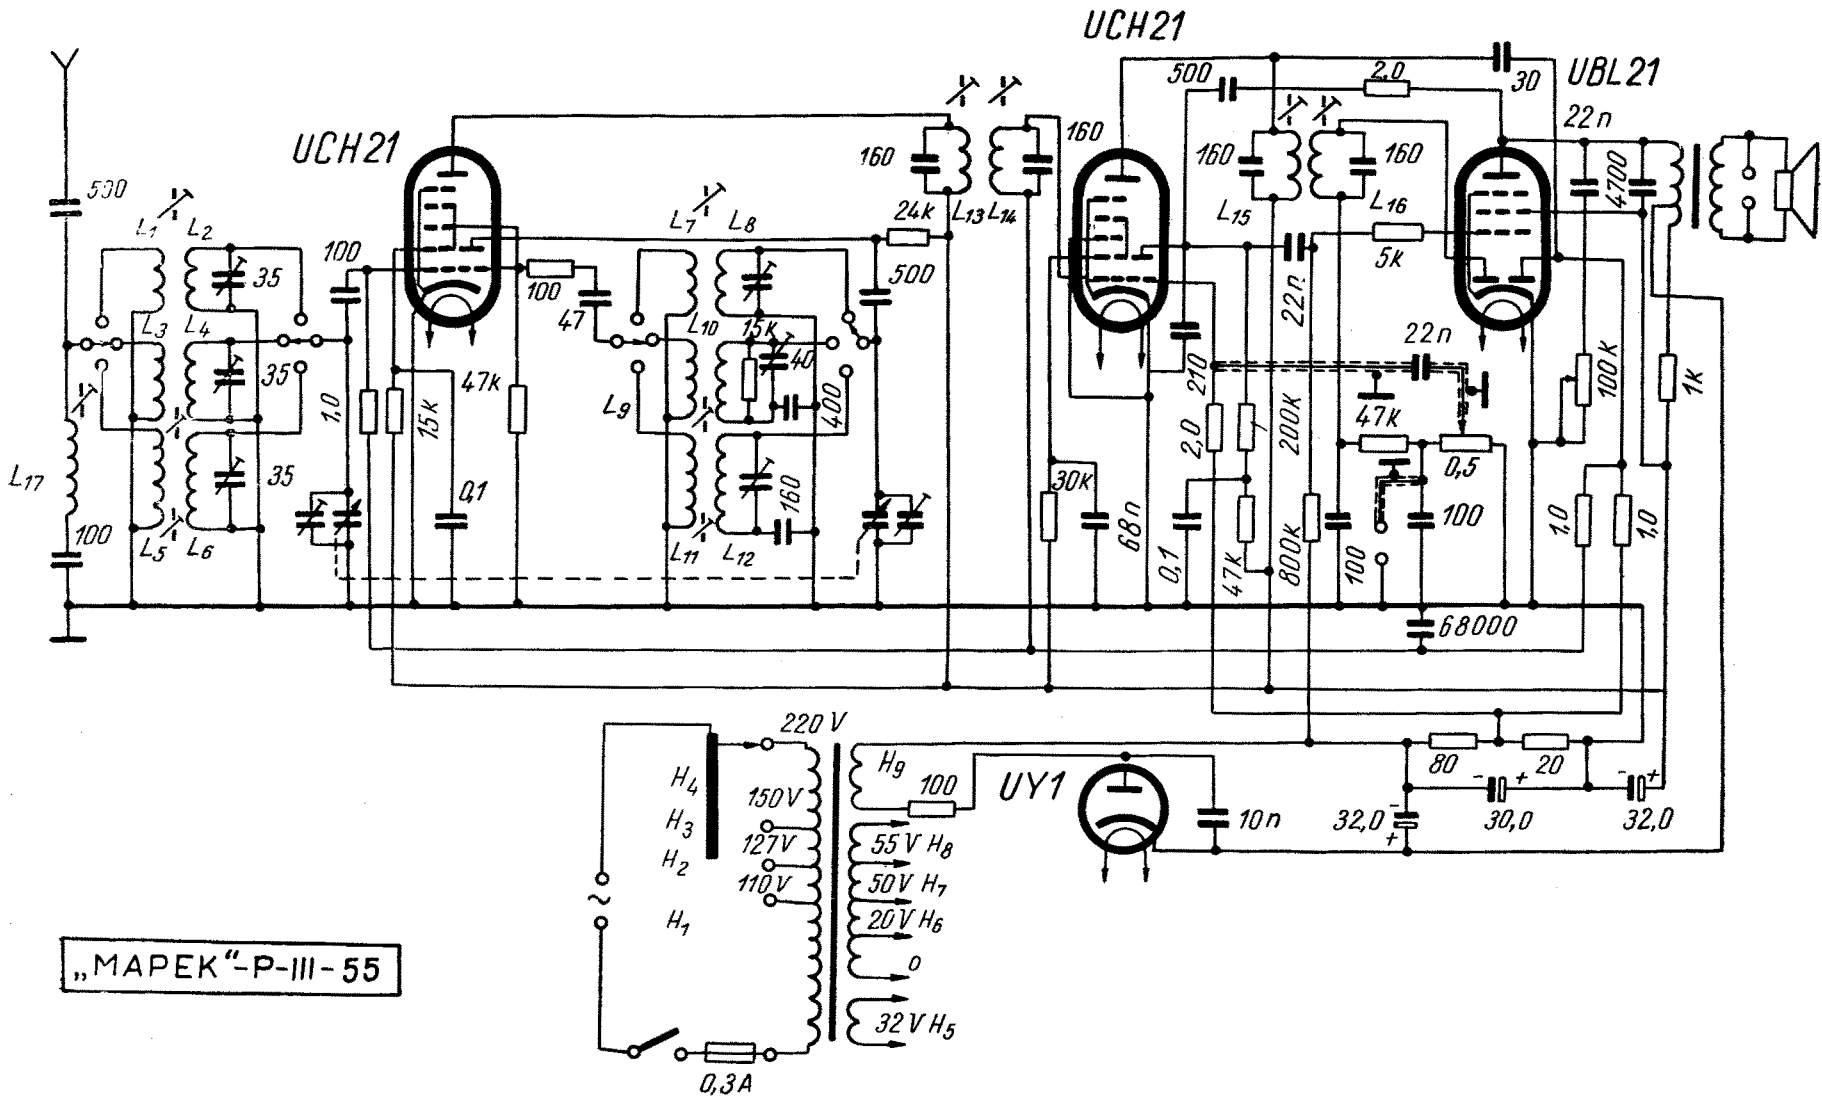 UCH21
UCH21
UBL21
500
2,0
30
22n
160
160
160
160
4700
500
L1
L2
L7
L8
24k
L13
L14
L15
L16
100
35
100
47
500
5k
22n
L3
L4
L10
15k
40
35
22n
210
100k
1k
1,0
15k
47k
L9
400
2,0
200k
47k
0,5
L17
35
0,1
160
30k
68n
0,1
47k
800k
100
100
1,0
1,0
100
L5
L6
L11
L12
68000
220 V
H4
H9
100
UY1
80
20
150V
H3
127V
H2
110V
H1
55V H8
50V H7
20V H6
0
32V H5
10n
32,0
30,0
32,0
- +
- +
-
+
~
0,3A
„МАРЕК“-Р-III-55